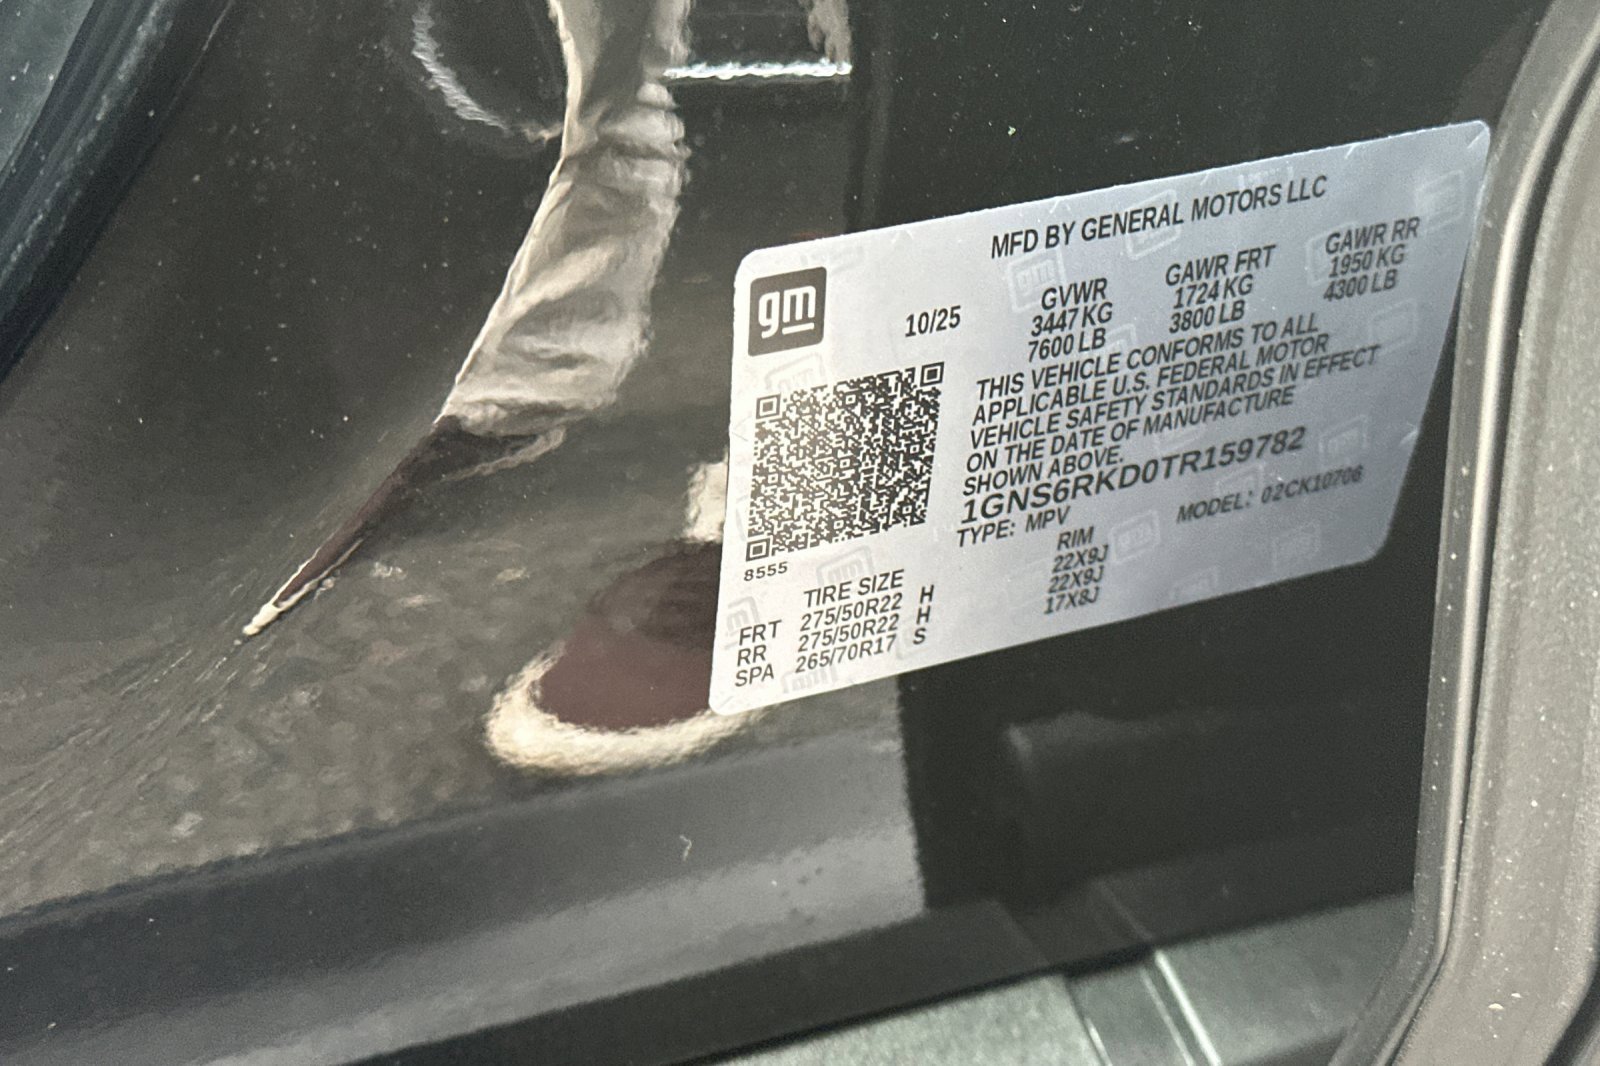 MFD BY GENERAL MOTORS LLC
gm
10/25
GVWR GAWR FRT GAWR RR
3447 KG 1724 KG 1950 KG
7600 LB 3800 LB 4300 LB
THIS VEHICLE CONFORMS TO ALL
APPLICABLE U.S. FEDERAL MOTOR
VEHICLE SAFETY STANDARDS IN EFFECT
ON THE DATE OF MANUFACTURE
SHOWN ABOVE.
1GNS6RKD0TR159782
TYPE: MPV MODEL: 02CK10706
8555
TIRE SIZE RIM
FRT 275/50R22 H 22X9J
RR 275/50R22 H 22X9J
SPA 265/70R17 S 17X8J